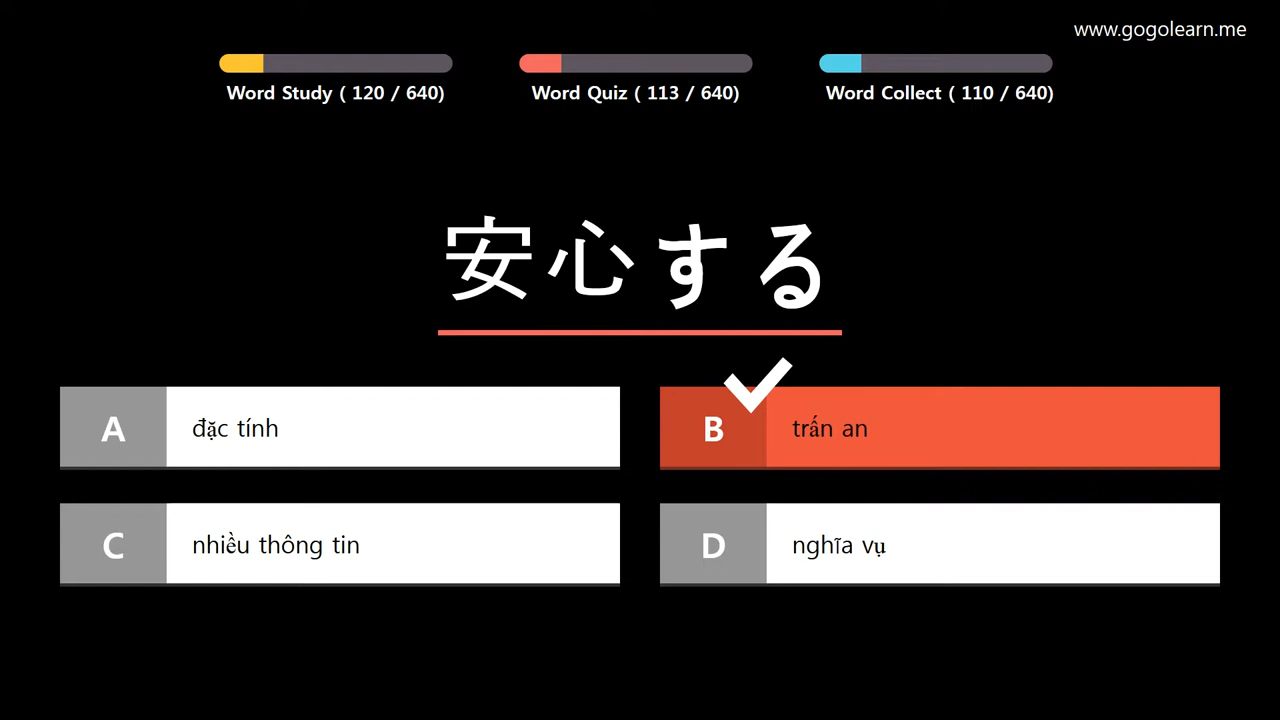 www.gogolearn.me
Word Study ( 120 / 640)
Word Quiz ( 113 / 640)
Word Collect ( 110 / 640)
安心する
A đặc tính
B trấn an
C nhiều thông tin
D nghĩa vụ